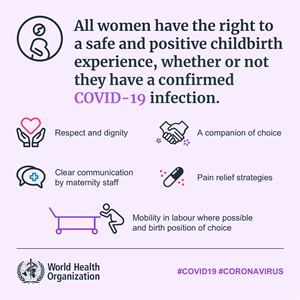 All women have the right to
a safe and positive childbirth
experience, whether or not
they have a confirmed
COVID-19 infection.
Respect and dignity
A companion of choice
Clear communication
by maternity staff
Pain relief strategies
Mobility in labour where possible
and birth position of choice
World Health
Organization
#COVID19 #CORONAVIRUS